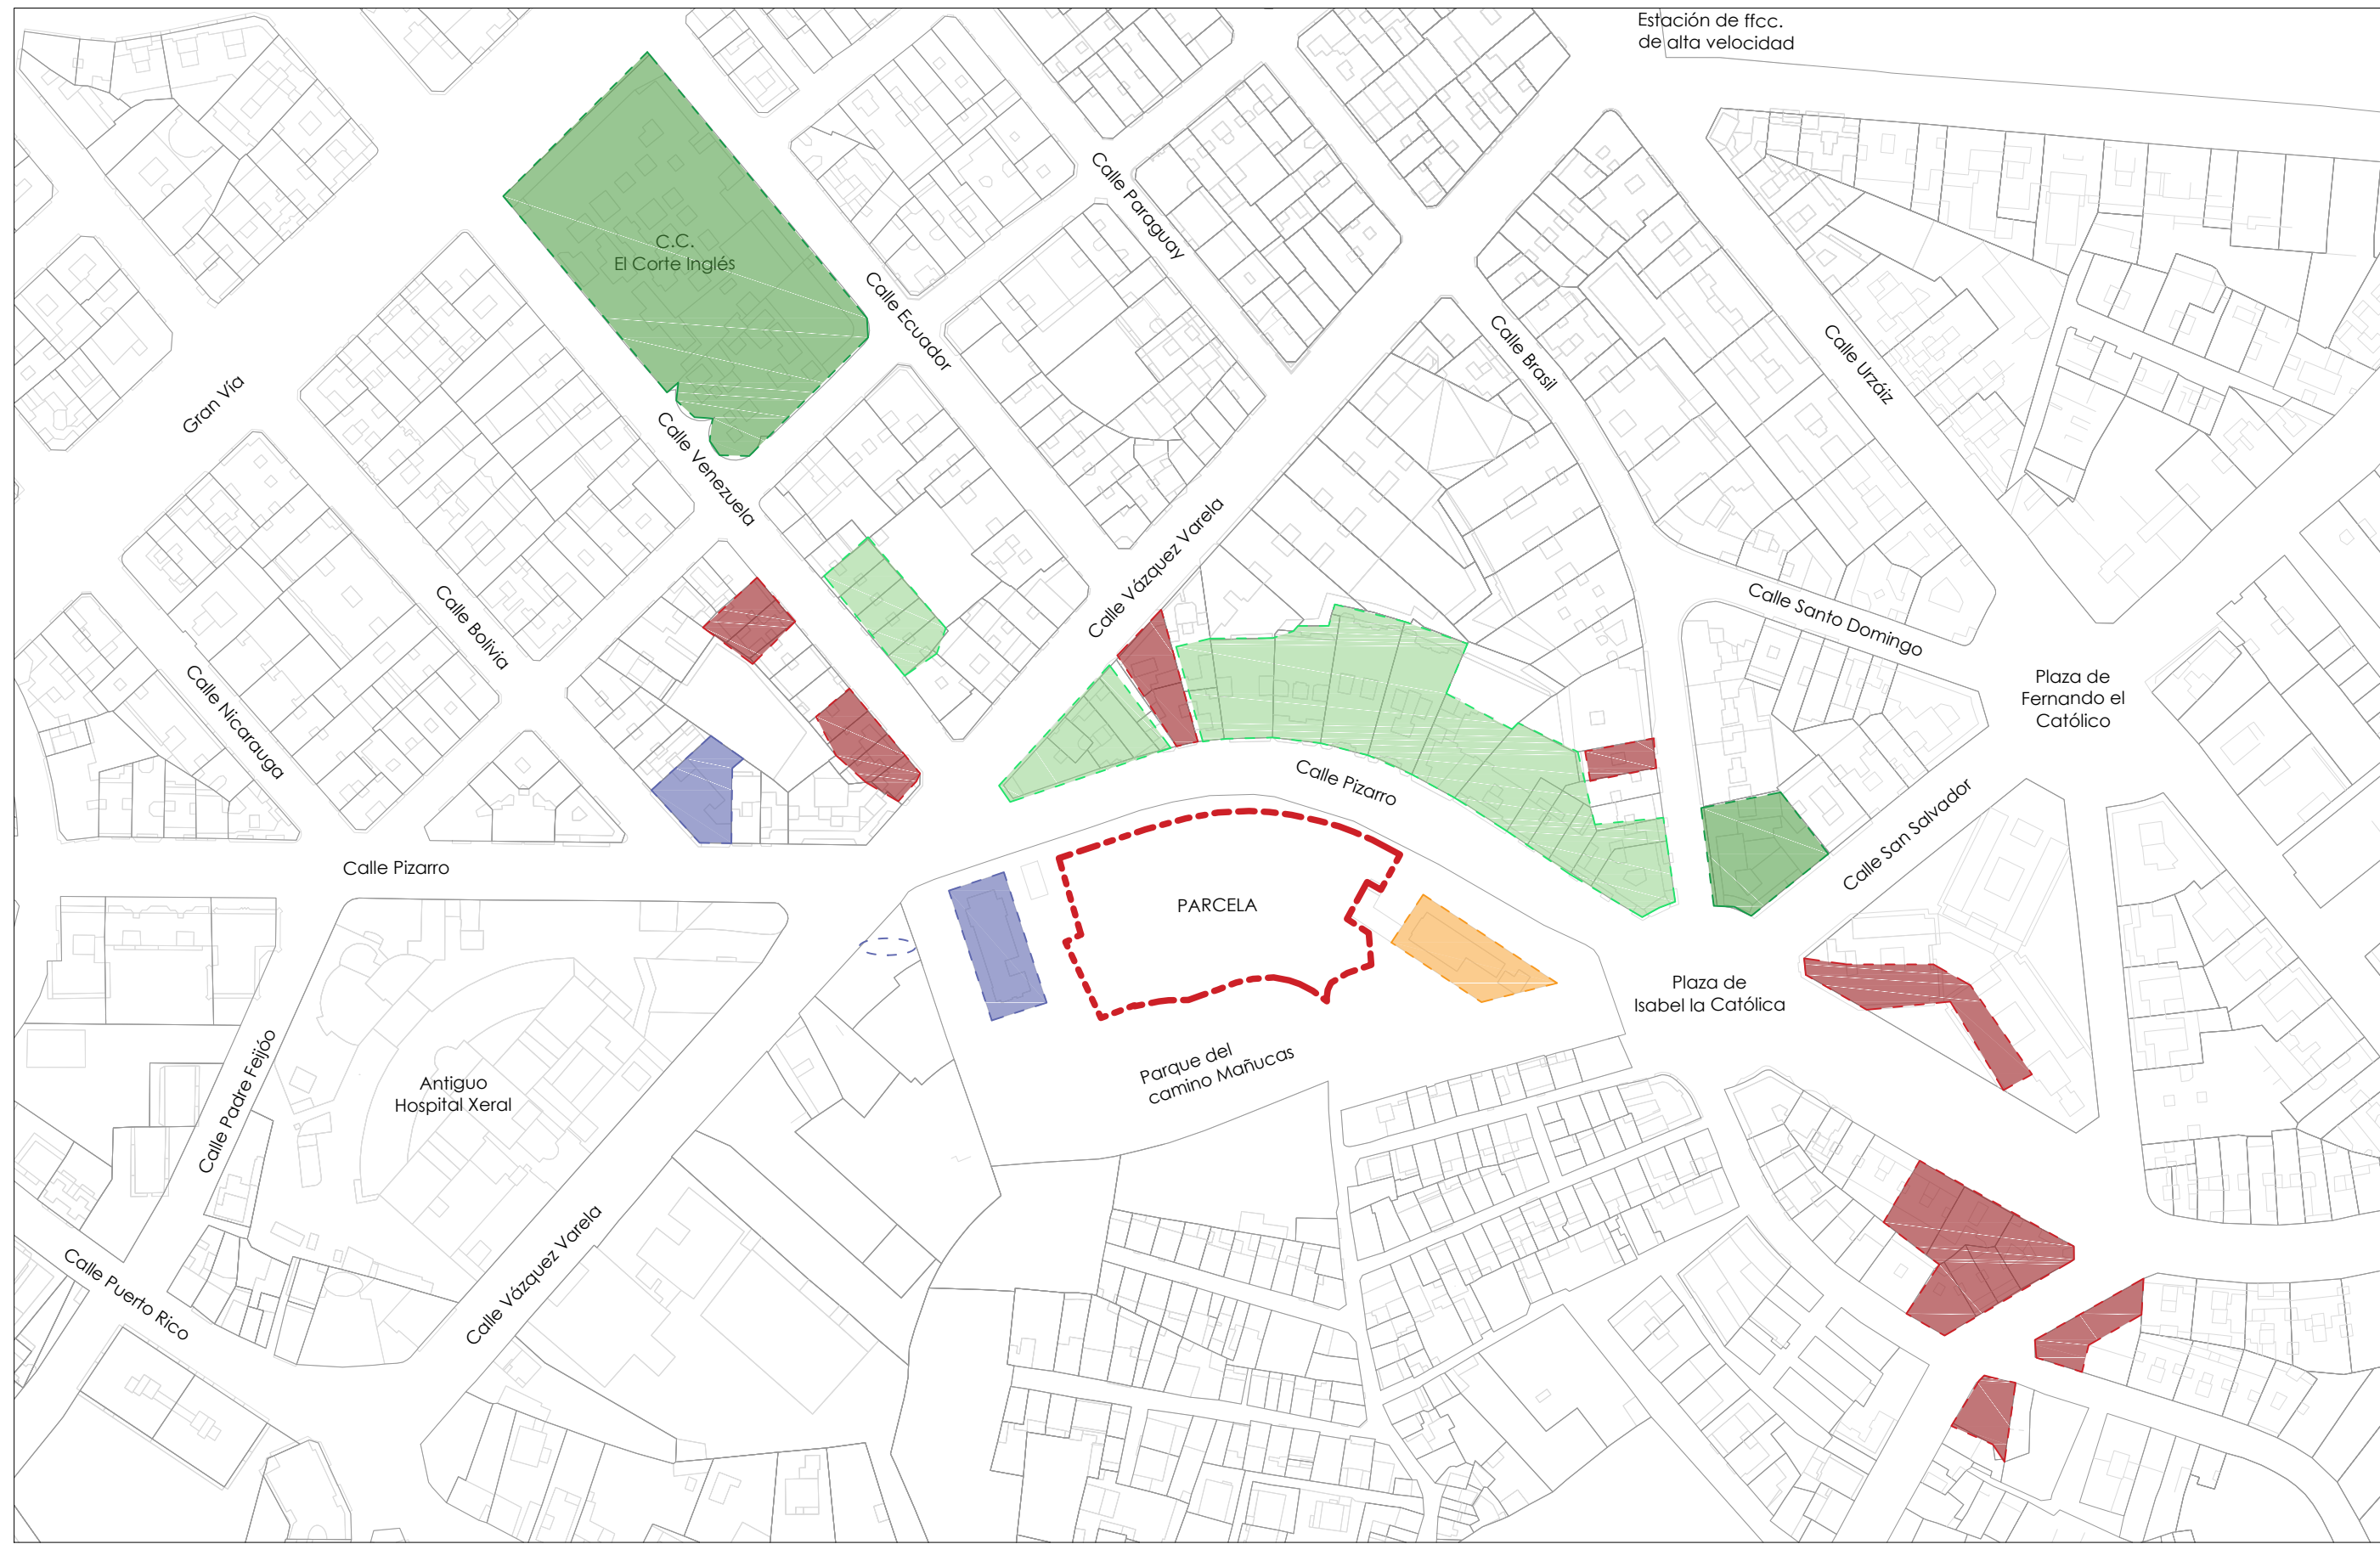 Estación de ffcc.
de alta velocidad
C.C.
El Corte Inglés
Calle Paraguay
Calle Ecuador
Calle Brasil
Calle Urzáiz
Gran Vía
Calle Venezuela
Calle Vázquez Varela
Calle Bolivia
Calle Santo Domingo
Calle Nicarauga
Plaza de
Fernando el
Católico
Calle Pizarro
Calle San Salvador
Calle Pizarro
PARCELA
Plaza de
Isabel la Católica
Parque del
camino Mañucas
Antiguo
Hospital Xeral
Calle Padre Feijóo
Calle Vázquez Varela
Calle Puerto Rico